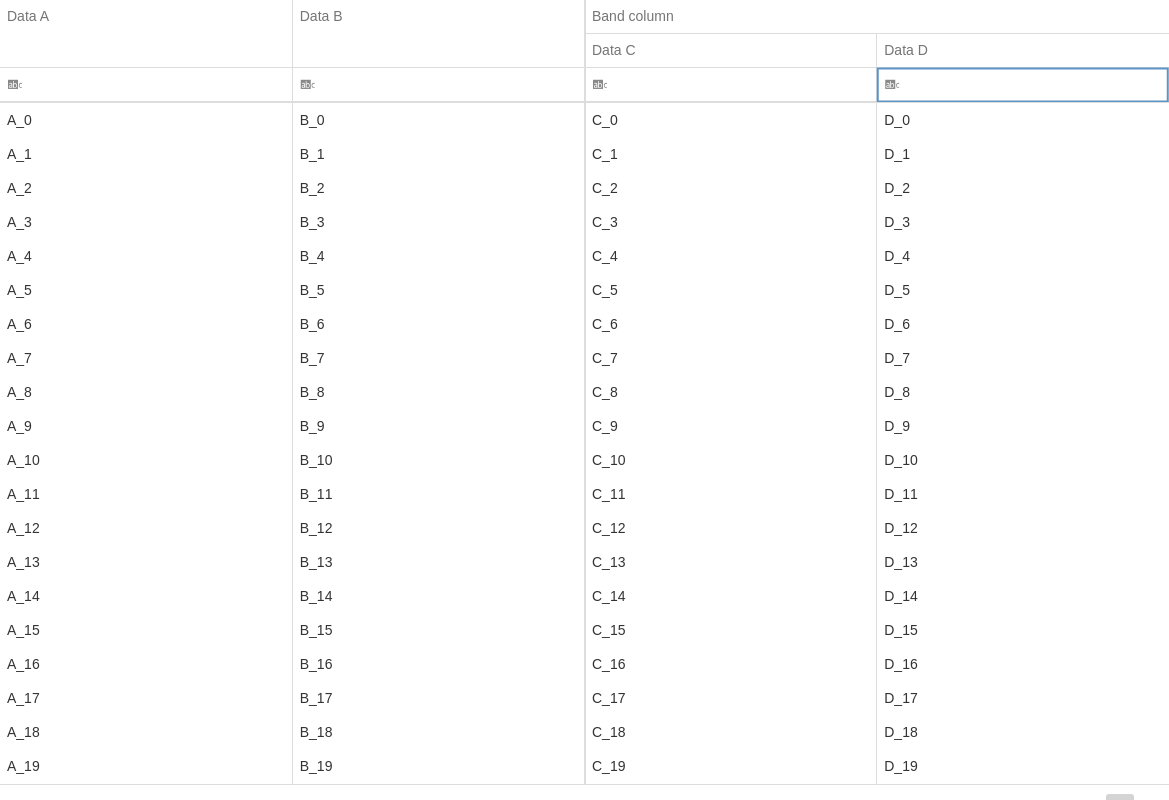 Data A Data B Band column
Data C Data D
A_0 B_0 C_0 D_0
A_1 B_1 C_1 D_1
A_2 B_2 C_2 D_2
A_3 B_3 C_3 D_3
A_4 B_4 C_4 D_4
A_5 B_5 C_5 D_5
A_6 B_6 C_6 D_6
A_7 B_7 C_7 D_7
A_8 B_8 C_8 D_8
A_9 B_9 C_9 D_9
A_10 B_10 C_10 D_10
A_11 B_11 C_11 D_11
A_12 B_12 C_12 D_12
A_13 B_13 C_13 D_13
A_14 B_14 C_14 D_14
A_15 B_15 C_15 D_15
A_16 B_16 C_16 D_16
A_17 B_17 C_17 D_17
A_18 B_18 C_18 D_18
A_19 B_19 C_19 D_19